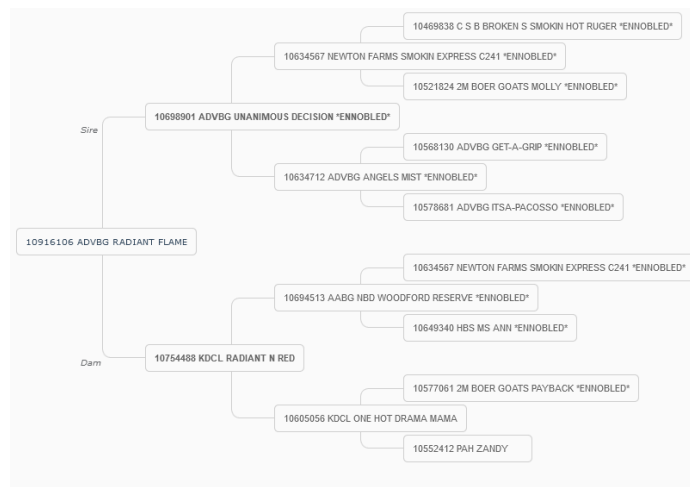 10469838 C S B BROKEN S SMOKIN HOT RUGER *ENNOBLED*
10634567 NEWTON FARMS SMOKIN EXPRESS C241 *ENNOBLED*
10521824 2M BOER GOATS MOLLY *ENNOBLED*
10698901 ADVBG UNANIMOUS DECISION *ENNOBLED*
Sire
10568130 ADVBG GET-A-GRIP *ENNOBLED*
10634712 ADVBG ANGELS MIST *ENNOBLED*
10578681 ADVBG ITSA-PACOSSO *ENNOBLED*
10916106 ADVBG RADIANT FLAME
10634567 NEWTON FARMS SMOKIN EXPRESS C241 *ENNOBLED*
10694513 AABG NBD WOODFORD RESERVE *ENNOBLED*
10649340 HBS MS ANN *ENNOBLED*
10754488 KDCL RADIANT N RED
Dam
10577061 2M BOER GOATS PAYBACK *ENNOBLED*
10605056 KDCL ONE HOT DRAMA MAMA
10552412 PAH ZANDY